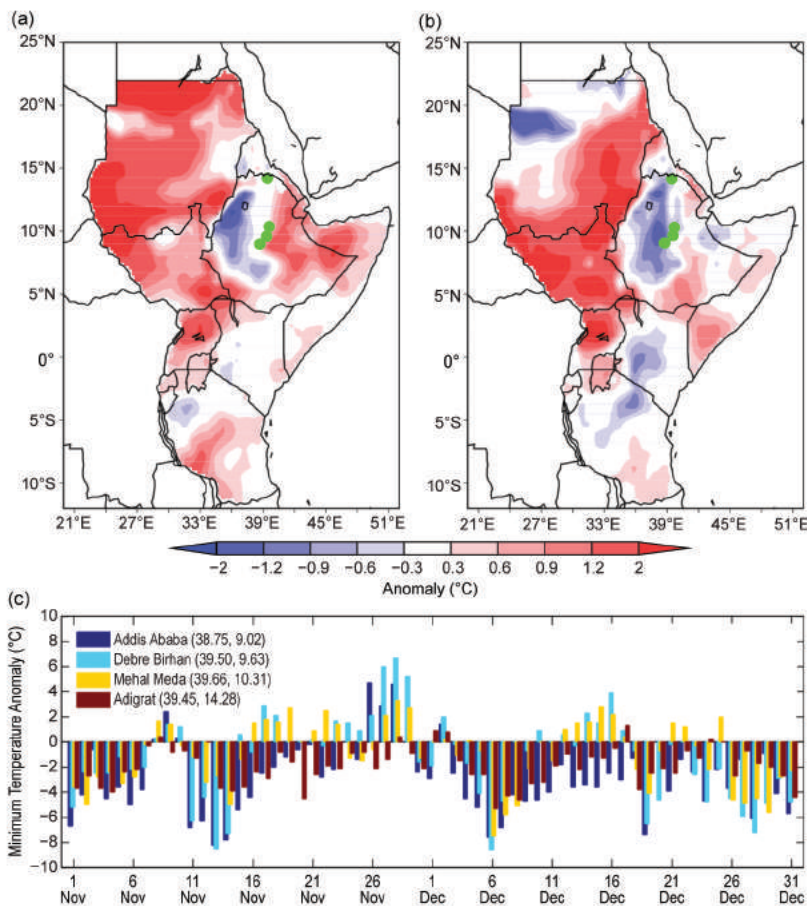 (a)
(b)
25°N
20°N
15°N
10°N
5°N
0°
5°S
10°S
25°N
20°N
15°N
10°N
5°N
0°
5°S
10°S
21°E 27°E 33°E 39°E 45°E 51°E
21°E 27°E 33°E 39°E 45°E 51°E
−2 −1.2 −0.9 −0.6 −0.3 0.3 0.6 0.9 1.2 2
Anomaly (°C)
(c)
Minimum Temperature Anomaly (°C)
10
8
6
4
2
0
−2
−4
−6
−8
−10
Addis Ababa (38.75, 9.02)
Debre Birhan (39.50, 9.63)
Mehal Meda (39.66, 10.31)
Adigrat (39.45, 14.28)
1 6 11 16 21 26 1 6 11 16 21 26 31
Nov Nov Nov Nov Nov Nov Dec Dec Dec Dec Dec Dec Dec